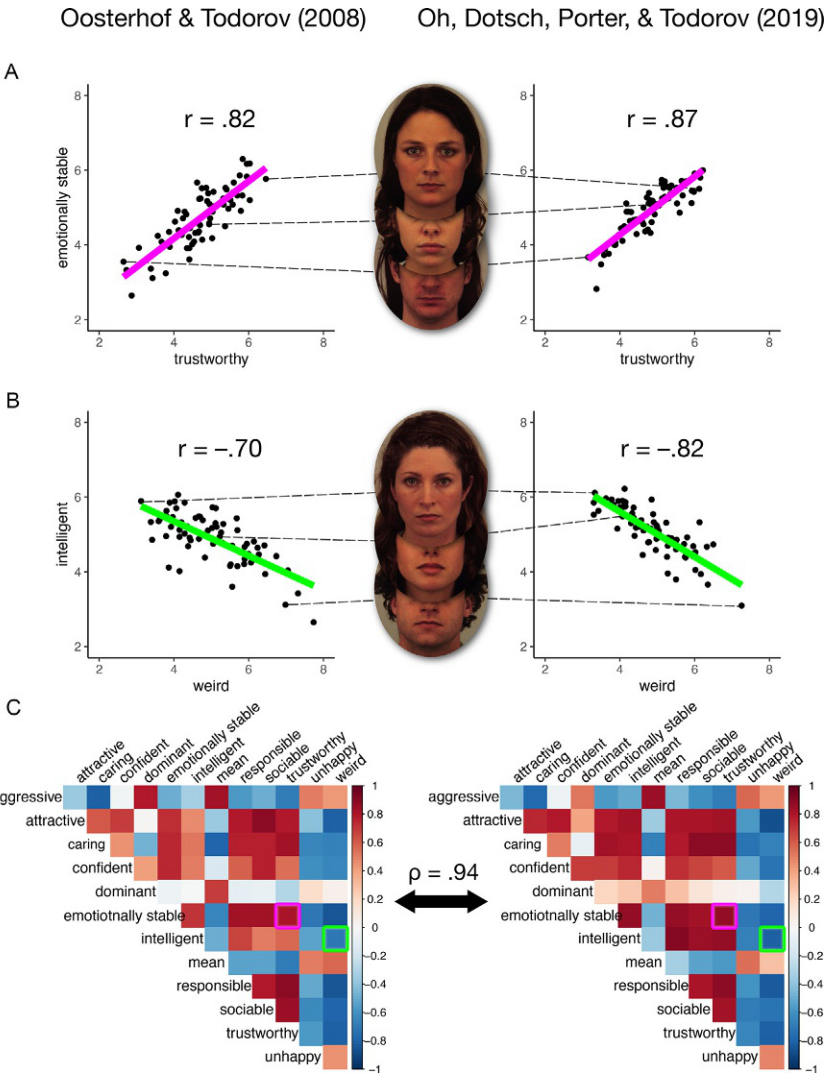 Oosterhof & Todorov (2008) Oh, Dotsch, Porter, & Todorov (2019)
A
r = .82
r = .87
emotionally stable
8
6
4
2
2 4 6 8
trustworthy
8
6
4
2
2 4 6 8
trustworthy
B
r = −.70
r = −.82
intelligent
8
6
4
2
2 4 6 8
weird
8
6
4
2
2 4 6 8
weird
C
attractive
caring
confident
dominant
emotionally stable
intelligent
mean
responsible
sociable
trustworthy
unhappy
weird
aggressive
attractive
caring
confident
dominant
emotiotnally stable
intelligent
mean
responsible
sociable
trustworthy
unhappy
1
0.8
0.6
0.4
0.2
0
−0.2
−0.4
−0.6
−0.8
−1
ρ = .94
attractive
caring
confident
dominant
emotionally stable
intelligent
mean
responsible
sociable
trustworthy
unhappy
weird
aggressive
attractive
caring
confident
dominant
emotiotnally stable
intelligent
mean
responsible
sociable
trustworthy
unhappy
1
0.8
0.6
0.4
0.2
0
−0.2
−0.4
−0.6
−0.8
−1